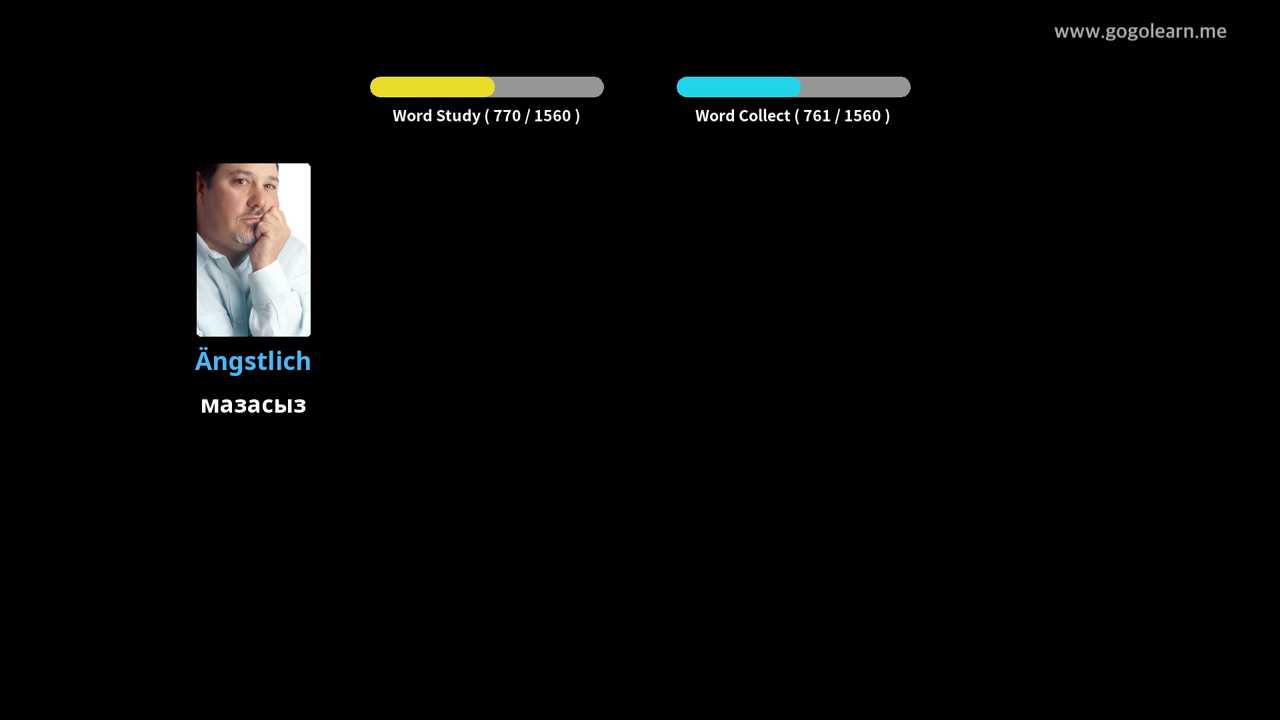 www.gogolearn.me
Word Study ( 770 / 1560 )
Word Collect ( 761 / 1560 )
Ängstlich
мазасыз